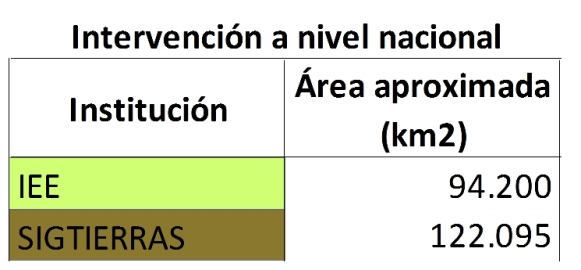 Intervención a nivel nacional
Institución
Área aproximada
(km2)
IEE 94.200
SIGTIERRAS 122.095